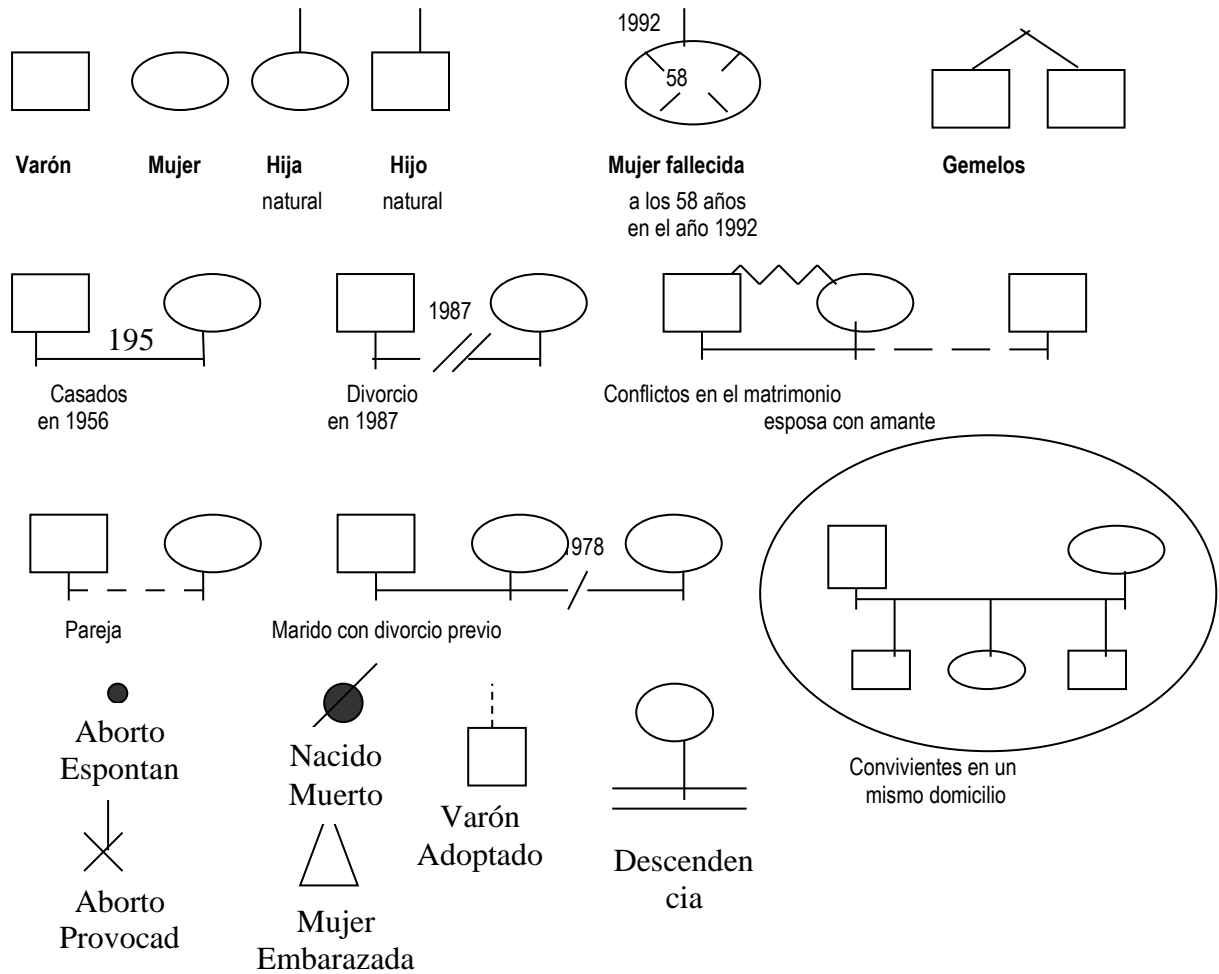 1992
58
Varón Mujer Hija Hijo Mujer fallecida Gemelos
natural natural a los 58 años
en el año 1992
195
1987
Casados Divorcio Conflictos en el matrimonio
en 1956 en 1987 esposa con amante
1978
Pareja Marido con divorcio previo
Aborto
Espontan
Nacido
Muerto
Varón
Adoptado
Descenden
cia
Convivientes en un
mismo domicilio
Aborto
Provocad
Mujer
Embarazada